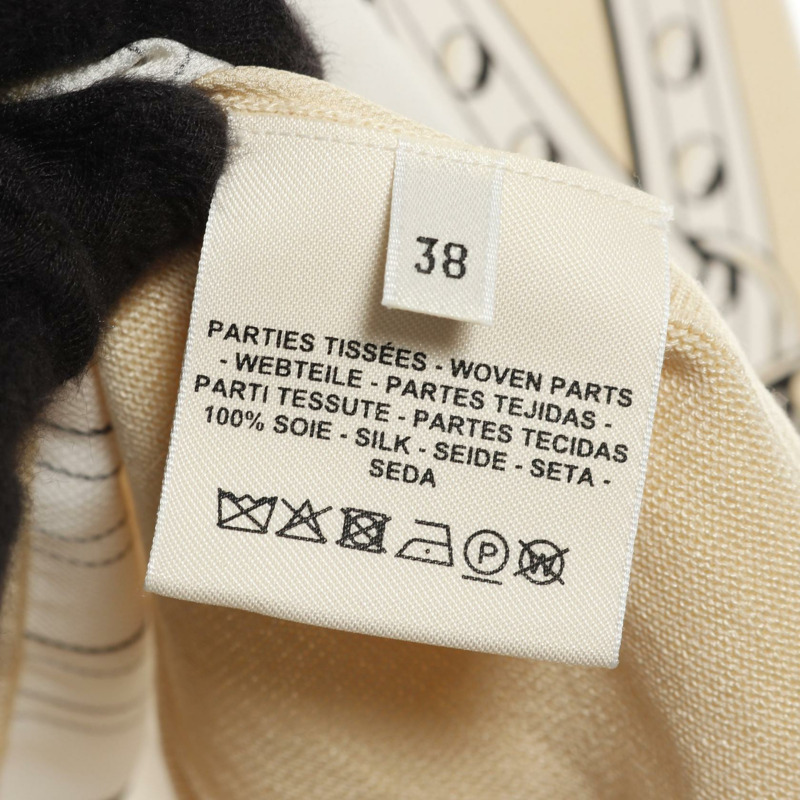 38
PARTIES TISSÉES - WOVEN PARTS
- WEBTEILE - PARTES TEJIDAS -
PARTI TESSUTE - PARTES TECIDAS
100% SOIE - SILK - SEIDE - SETA -
SEDA
P W